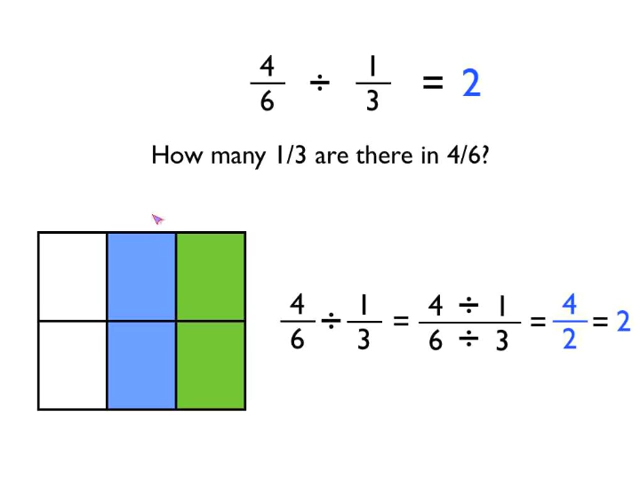 4/6 ÷ 1/3 = 2
How many 1/3 are there in 4/6?
4/6 ÷ 1/3 = 4 ÷ 1 / 6 ÷ 3 = 4/2 = 2